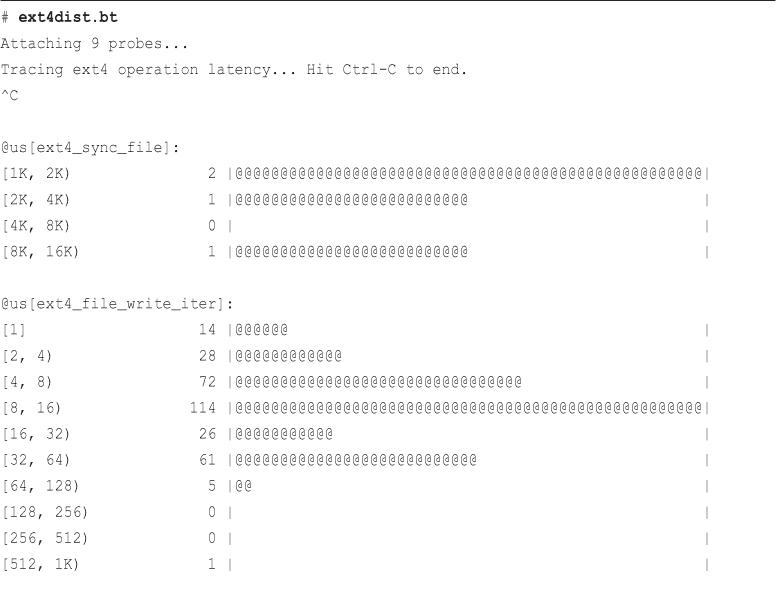 # ext4dist.bt
Attaching 9 probes...
Tracing ext4 operation latency... Hit Ctrl-C to end.
^C

@us[ext4_sync_file]:
[1K, 2K)               2 |@@@@@@@@@@@@@@@@@@@@@@@@@@@@@@@@@@@@@@@@@@@@@@@@@@@@|
[2K, 4K)               1 |@@@@@@@@@@@@@@@@@@@@@@@@@@                          |
[4K, 8K)               0 |                                                    |
[8K, 16K)              1 |@@@@@@@@@@@@@@@@@@@@@@@@@@                          |

@us[ext4_file_write_iter]:
[1]                   14 |@@@@@@                                              |
[2, 4)                28 |@@@@@@@@@@@@                                        |
[4, 8)                72 |@@@@@@@@@@@@@@@@@@@@@@@@@@@@@@@@                    |
[8, 16)              114 |@@@@@@@@@@@@@@@@@@@@@@@@@@@@@@@@@@@@@@@@@@@@@@@@@@@@|
[16, 32)              26 |@@@@@@@@@@@                                         |
[32, 64)              61 |@@@@@@@@@@@@@@@@@@@@@@@@@@@                         |
[64, 128)              5 |@@                                                  |
[128, 256)             0 |                                                    |
[256, 512)             0 |                                                    |
[512, 1K)              1 |                                                    |